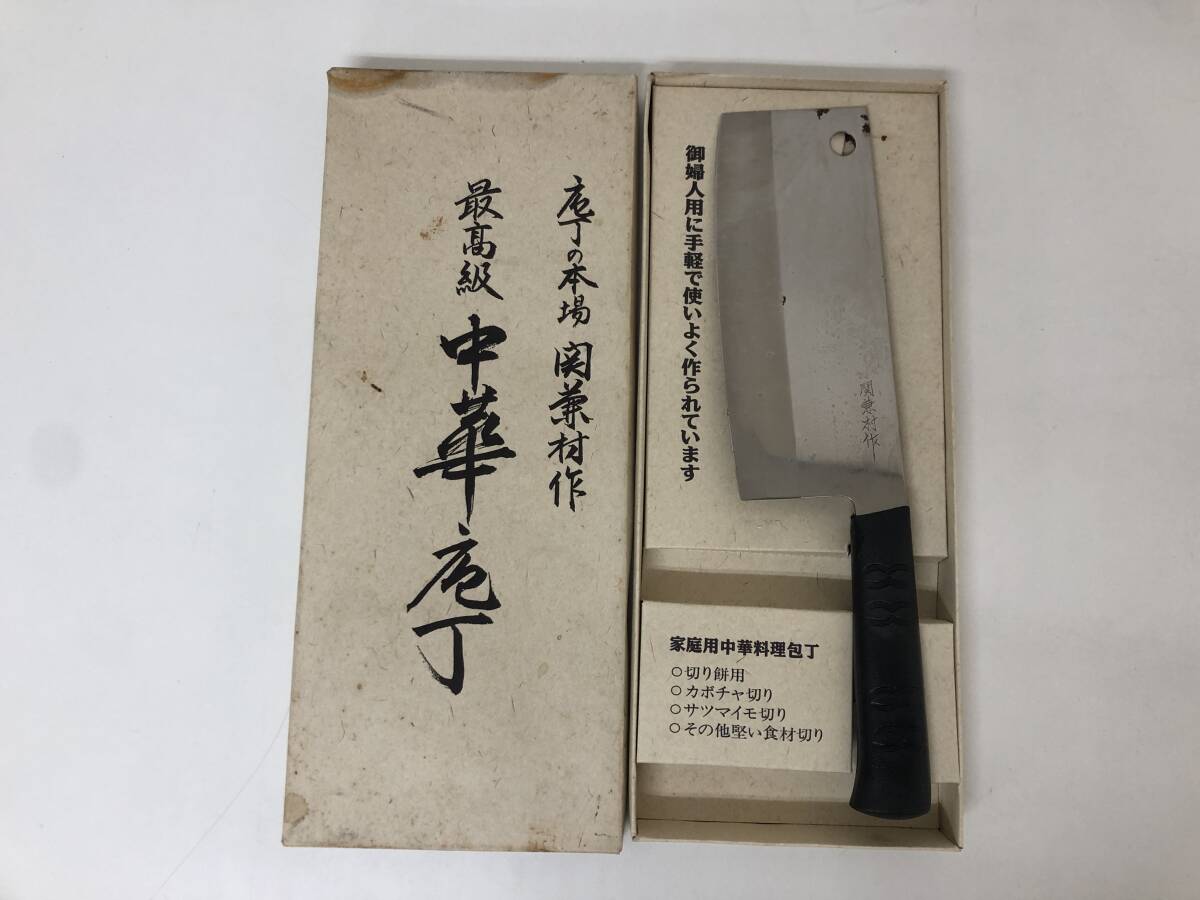 庖丁の本場 関兼村作
最高級 中華庖丁
御婦人用に手軽で使いよく作られています
関兼村作
家庭用中華料理包丁
○切り餅用
○カボチャ切り
○サツマイモ切り
○その他堅い食材切り